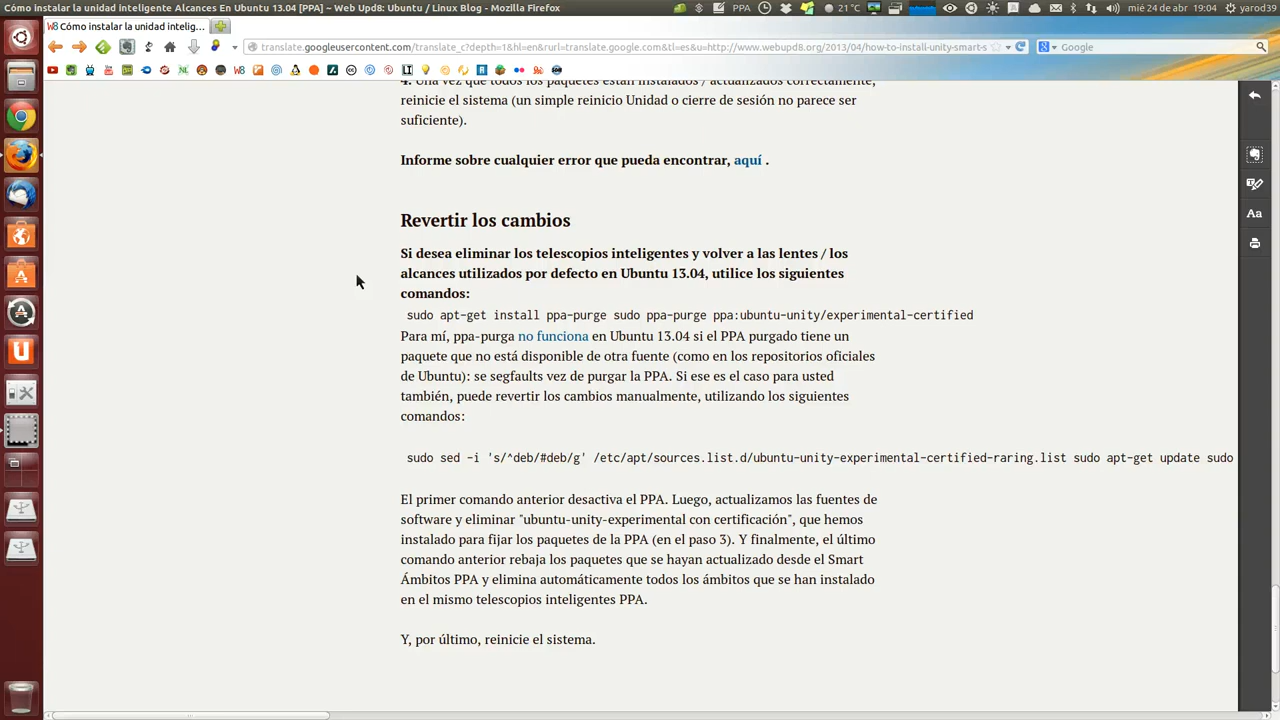 Cómo instalar la unidad inteligente Alcances En Ubuntu 13.04 [PPA] ~ Web Upd8: Ubuntu / Linux Blog - Mozilla Firefox
PPA
21°C
mié 24 de abr
19:04
yarod39
Cómo instalar la unidad intelig...
translate.googleusercontent.com/translate_c?depth=1&hl=en&rurl=translate.google.com&tl=es&u=http://www.webupd8.org/2013/04/how-to-install-unity-smart-s
Google
4. Una vez que todos los paquetes están instalados / actualizados correctamente,
reinicie el sistema (un simple reinicio Unidad o cierre de sesión no parece ser
suficiente).
Informe sobre cualquier error que pueda encontrar, aquí .
Revertir los cambios
Si desea eliminar los telescopios inteligentes y volver a las lentes / los
alcances utilizados por defecto en Ubuntu 13.04, utilice los siguientes
comandos:
sudo apt-get install ppa-purge sudo ppa-purge ppa:ubuntu-unity/experimental-certified
Para mí, ppa-purga no funciona en Ubuntu 13.04 si el PPA purgado tiene un
paquete que no está disponible de otra fuente (como en los repositorios oficiales
de Ubuntu): se segfaults vez de purgar la PPA. Si ese es el caso para usted
también, puede revertir los cambios manualmente, utilizando los siguientes
comandos:
sudo sed -i 's/^deb/#deb/g' /etc/apt/sources.list.d/ubuntu-unity-experimental-certified-raring.list sudo apt-get update sudo
El primer comando anterior desactiva el PPA. Luego, actualizamos las fuentes de
software y eliminar "ubuntu-unity-experimental con certificación", que hemos
instalado para fijar los paquetes de la PPA (en el paso 3). Y finalmente, el último
comando anterior rebaja los paquetes que se hayan actualizado desde el Smart
Ámbitos PPA y elimina automáticamente todos los ámbitos que se han instalado
en el mismo telescopios inteligentes PPA.
Y, por último, reinicie el sistema.
Aa